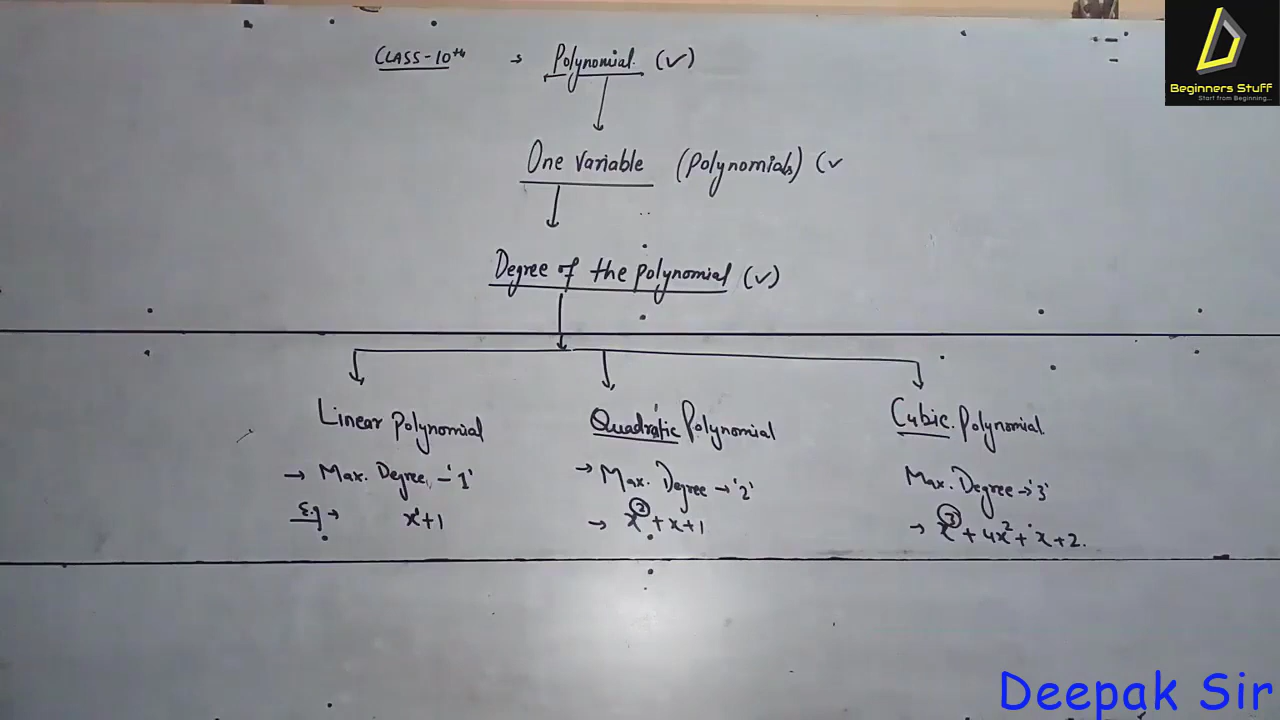 CLASS-10th → Polynomial (✓)
Beginners Stuff
Start from Beginning...
One Variable (Polynomials) (✓
Degree of the polynomial (✓)
Linear Polynomial
→ Max. Degree - '1'
E.g → x¹+1
Quadratic Polynomial
→ Max. Degree → '2'
→ x²+x+1
Cubic Polynomial
Max. Degree → '3'
→ x³+4x²+x+2.
Deepak Sir